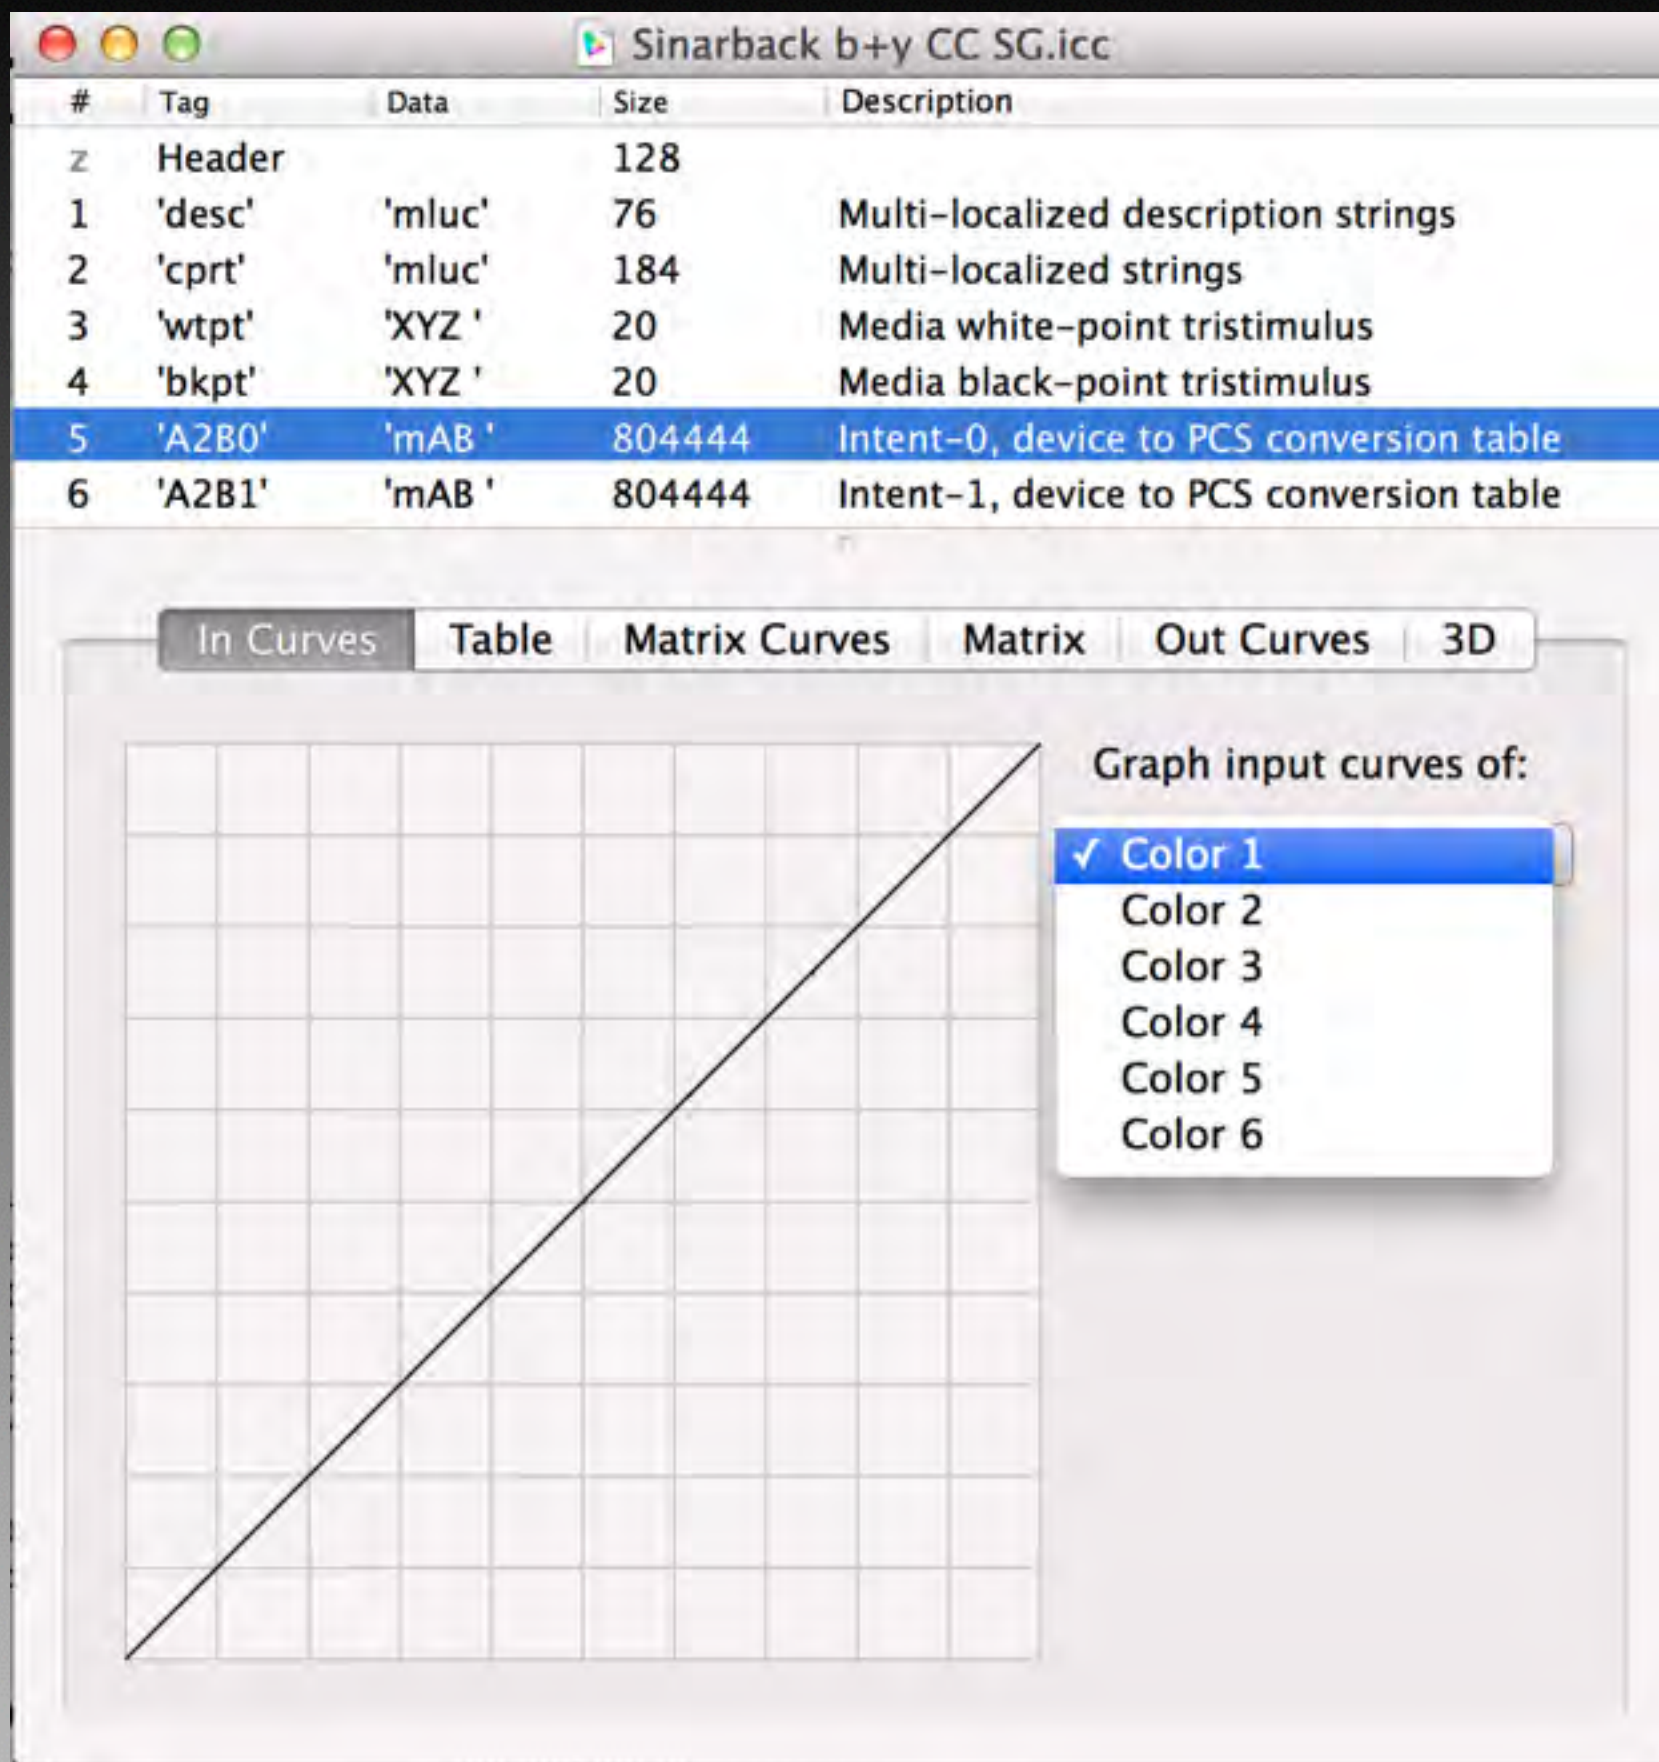 Sinarback b+y CC SG.icc
# Tag Data Size Description
z Header 128
1 'desc' 'mluc' 76 Multi-localized description strings
2 'cprt' 'mluc' 184 Multi-localized strings
3 'wtpt' 'XYZ ' 20 Media white-point tristimulus
4 'bkpt' 'XYZ ' 20 Media black-point tristimulus
5 'A2B0' 'mAB ' 804444 Intent-0, device to PCS conversion table
6 'A2B1' 'mAB ' 804444 Intent-1, device to PCS conversion table
In Curves Table Matrix Curves Matrix Out Curves 3D
Graph input curves of:
✓ Color 1
Color 2
Color 3
Color 4
Color 5
Color 6